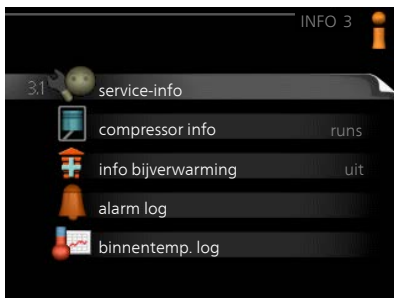 INFO 3
3.1 service-info
compressor info runs
info bijverwarming uit
alarm log
binnentemp. log